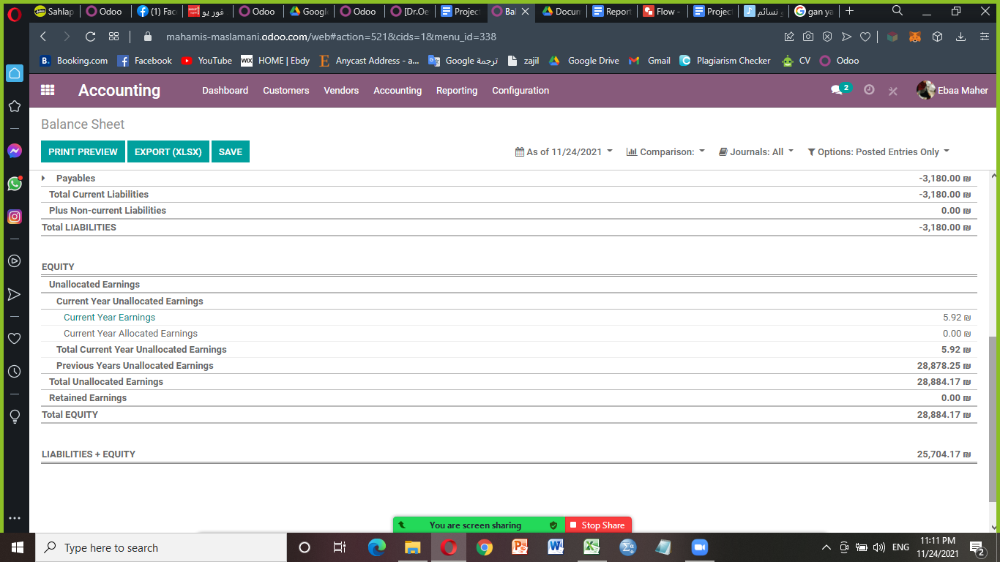 Sahlap
Odoo
(1) Fac
فور يو
Odoo
Google
Odoo
[Dr.Oe
Project
Bal
Docum
Report
Flow -
Project
نسائم
gan ya
mahamis-maslamani.odoo.com/web#action=521&cids=1&menu_id=338
Booking.com
Facebook
YouTube
WIX HOME | Ebdy
Anycast Address - a...
ترجمة Google
zajil
Google Drive
Gmail
Plagiarism Checker
CV
Odoo
Accounting Dashboard Customers Vendors Accounting Reporting Configuration 2 Ebaa Maher
Balance Sheet
PRINT PREVIEW EXPORT (XLSX) SAVE As of 11/24/2021 Comparison: Journals: All Options: Posted Entries Only
Payables -3,180.00 ₪
Total Current Liabilities -3,180.00 ₪
Plus Non-current Liabilities 0.00 ₪
Total LIABILITIES -3,180.00 ₪
EQUITY
Unallocated Earnings
Current Year Unallocated Earnings
Current Year Earnings 5.92 ₪
Current Year Allocated Earnings 0.00 ₪
Total Current Year Unallocated Earnings 5.92 ₪
Previous Years Unallocated Earnings 28,878.25 ₪
Total Unallocated Earnings 28,884.17 ₪
Retained Earnings 0.00 ₪
Total EQUITY 28,884.17 ₪
LIABILITIES + EQUITY 25,704.17 ₪
You are screen sharing Stop Share
Type here to search
ENG
11:11 PM
11/24/2021
2